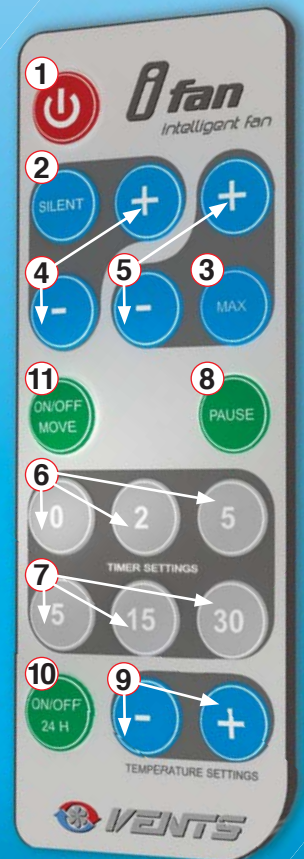 1
i fan
intelligent fan
2
SILENT + +
4 5 3
- - MAX
11 8
ON/OFF
MOVE
PAUSE
6
0 2 5
TIMER SETTINGS
7
5 15 30
10 9
ON/OFF
24 H
- +
TEMPERATURE SETTINGS
VENTS